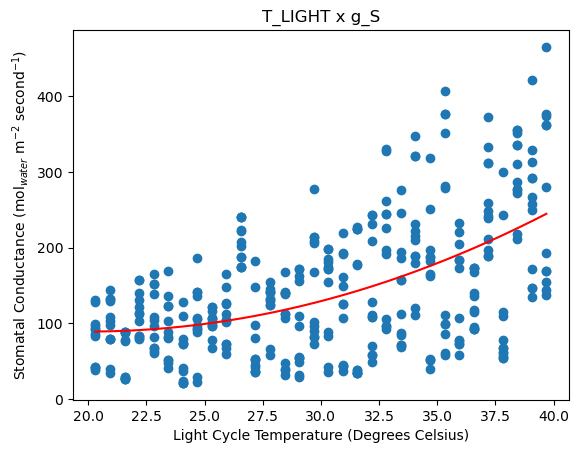 T_LIGHT x g_S
Stomatal Conductance (mol_water m⁻² second⁻¹)
400
300
200
100
0
20.0 22.5 25.0 27.5 30.0 32.5 35.0 37.5 40.0
Light Cycle Temperature (Degrees Celsius)